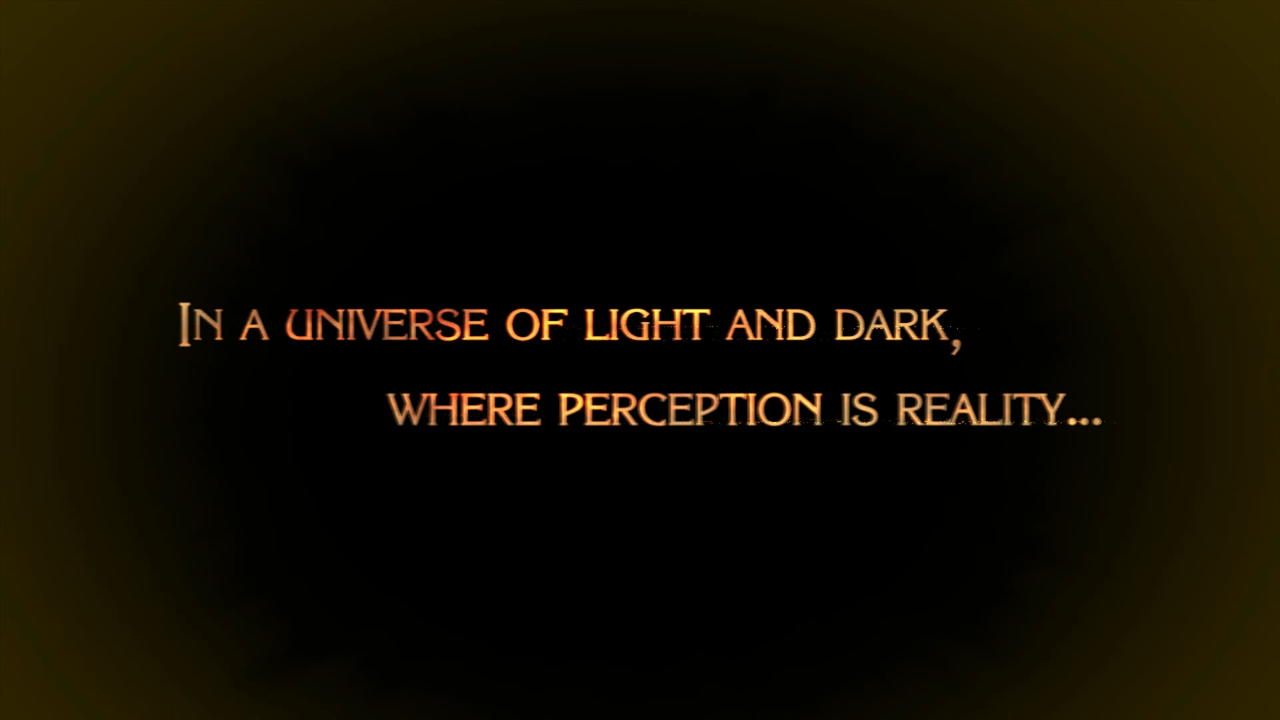 In a universe of light and dark,
where perception is reality...